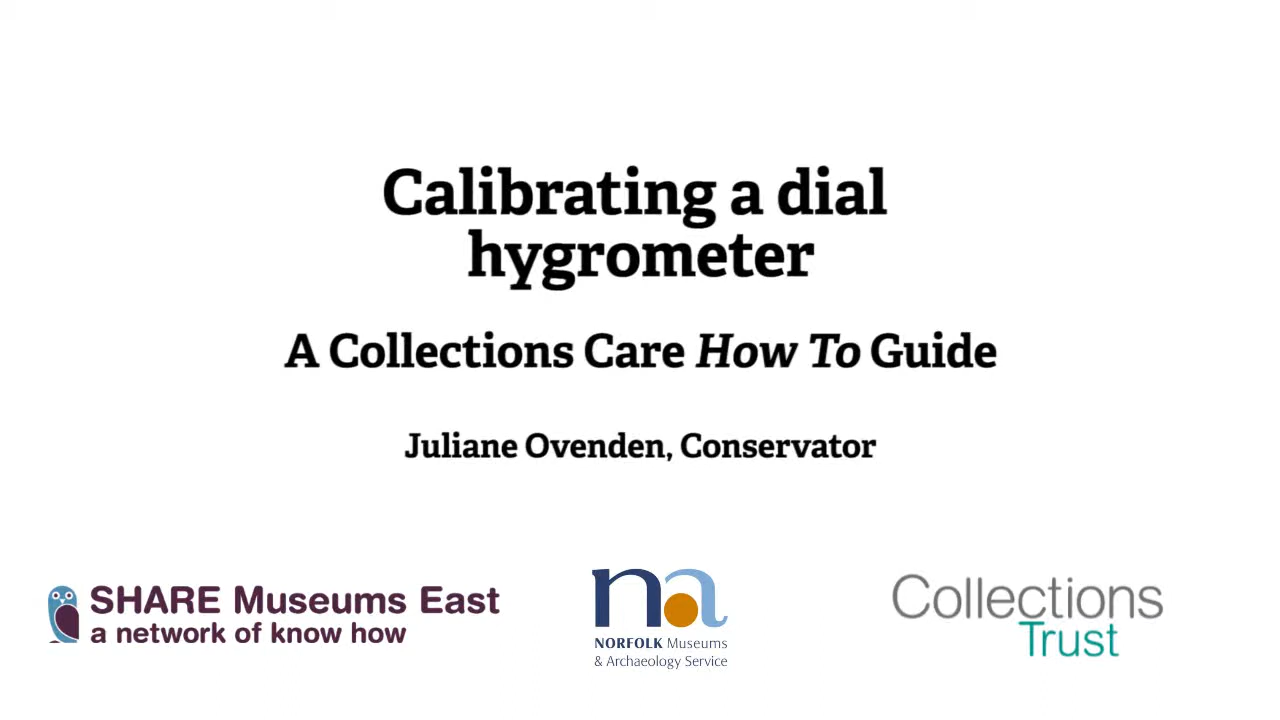 Calibrating a dial
hygrometer
A Collections Care How To Guide
Juliane Ovenden, Conservator
SHARE Museums East
a network of know how
na
NORFOLK Museums
& Archaeology Service
Collections
Trust